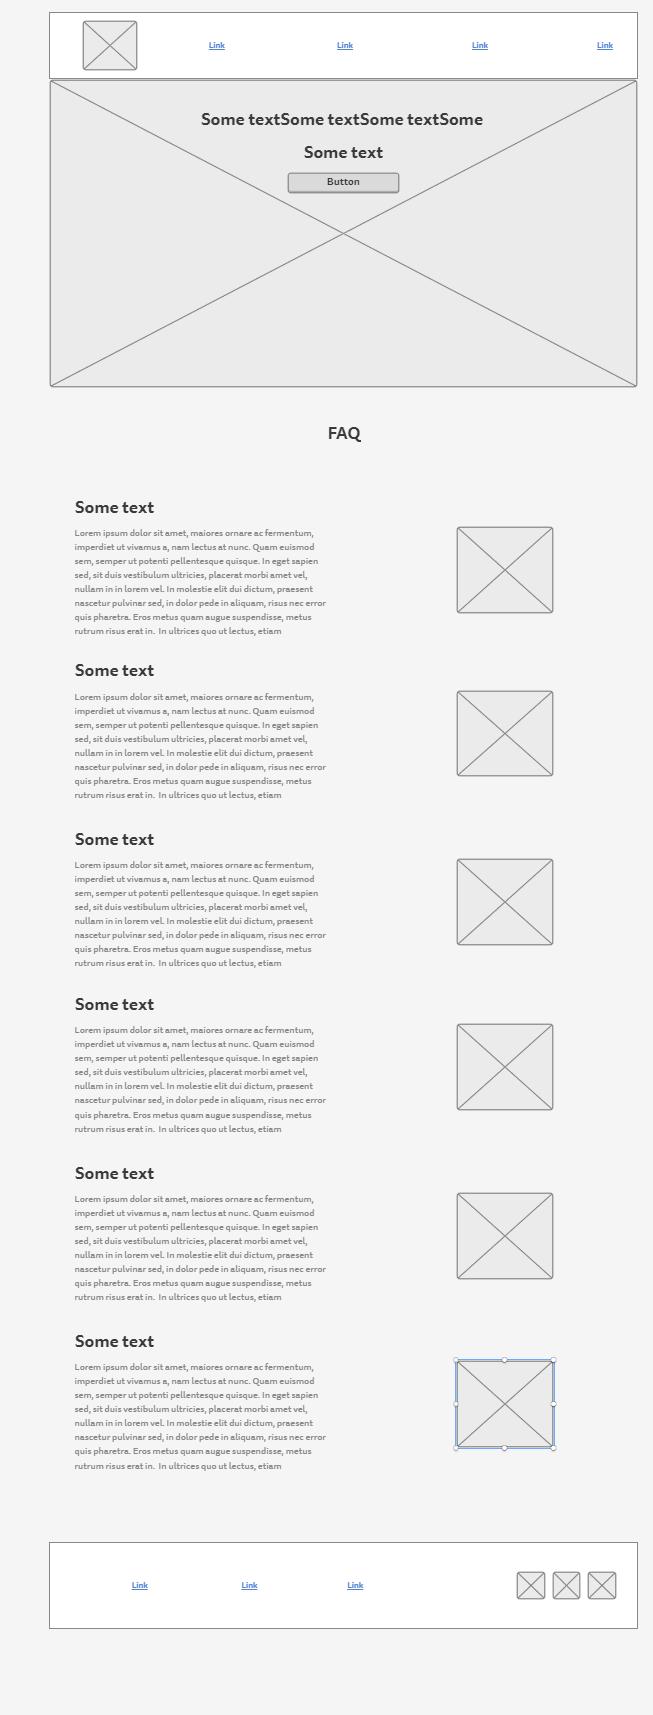 Link Link Link Link
Some textSome textSome textSome
Some text
Button
FAQ
Some text
Lorem ipsum dolor sit amet, maiores ornare ac fermentum,
imperdiet ut vivamus a, nam lectus at nunc. Quam euismod
sem, semper ut potenti pellentesque quisque. In eget sapien
sed, sit duis vestibulum ultricies, placerat morbi amet vel,
nullam in in lorem vel. In molestie elit dui dictum, praesent
nascetur pulvinar sed, in dolor pede in aliquam, risus nec error
quis pharetra. Eros metus quam augue suspendisse, metus
rutrum risus erat in.  In ultrices quo ut lectus, etiam
Some text
Lorem ipsum dolor sit amet, maiores ornare ac fermentum,
imperdiet ut vivamus a, nam lectus at nunc. Quam euismod
sem, semper ut potenti pellentesque quisque. In eget sapien
sed, sit duis vestibulum ultricies, placerat morbi amet vel,
nullam in in lorem vel. In molestie elit dui dictum, praesent
nascetur pulvinar sed, in dolor pede in aliquam, risus nec error
quis pharetra. Eros metus quam augue suspendisse, metus
rutrum risus erat in.  In ultrices quo ut lectus, etiam
Some text
Lorem ipsum dolor sit amet, maiores ornare ac fermentum,
imperdiet ut vivamus a, nam lectus at nunc. Quam euismod
sem, semper ut potenti pellentesque quisque. In eget sapien
sed, sit duis vestibulum ultricies, placerat morbi amet vel,
nullam in in lorem vel. In molestie elit dui dictum, praesent
nascetur pulvinar sed, in dolor pede in aliquam, risus nec error
quis pharetra. Eros metus quam augue suspendisse, metus
rutrum risus erat in.  In ultrices quo ut lectus, etiam
Some text
Lorem ipsum dolor sit amet, maiores ornare ac fermentum,
imperdiet ut vivamus a, nam lectus at nunc. Quam euismod
sem, semper ut potenti pellentesque quisque. In eget sapien
sed, sit duis vestibulum ultricies, placerat morbi amet vel,
nullam in in lorem vel. In molestie elit dui dictum, praesent
nascetur pulvinar sed, in dolor pede in aliquam, risus nec error
quis pharetra. Eros metus quam augue suspendisse, metus
rutrum risus erat in.  In ultrices quo ut lectus, etiam
Some text
Lorem ipsum dolor sit amet, maiores ornare ac fermentum,
imperdiet ut vivamus a, nam lectus at nunc. Quam euismod
sem, semper ut potenti pellentesque quisque. In eget sapien
sed, sit duis vestibulum ultricies, placerat morbi amet vel,
nullam in in lorem vel. In molestie elit dui dictum, praesent
nascetur pulvinar sed, in dolor pede in aliquam, risus nec error
quis pharetra. Eros metus quam augue suspendisse, metus
rutrum risus erat in.  In ultrices quo ut lectus, etiam
Some text
Lorem ipsum dolor sit amet, maiores ornare ac fermentum,
imperdiet ut vivamus a, nam lectus at nunc. Quam euismod
sem, semper ut potenti pellentesque quisque. In eget sapien
sed, sit duis vestibulum ultricies, placerat morbi amet vel,
nullam in in lorem vel. In molestie elit dui dictum, praesent
nascetur pulvinar sed, in dolor pede in aliquam, risus nec error
quis pharetra. Eros metus quam augue suspendisse, metus
rutrum risus erat in.  In ultrices quo ut lectus, etiam
Link Link Link